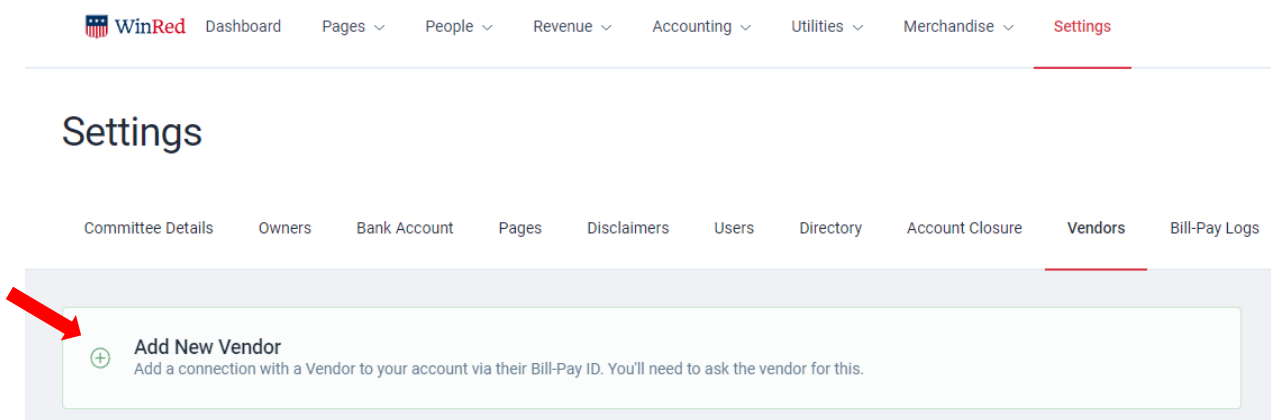 WinRed Dashboard Pages People Revenue Accounting Utilities Merchandise Settings
Settings
Committee Details Owners Bank Account Pages Disclaimers Users Directory Account Closure Vendors Bill-Pay Logs
Add New Vendor
Add a connection with a Vendor to your account via their Bill-Pay ID. You'll need to ask the vendor for this.